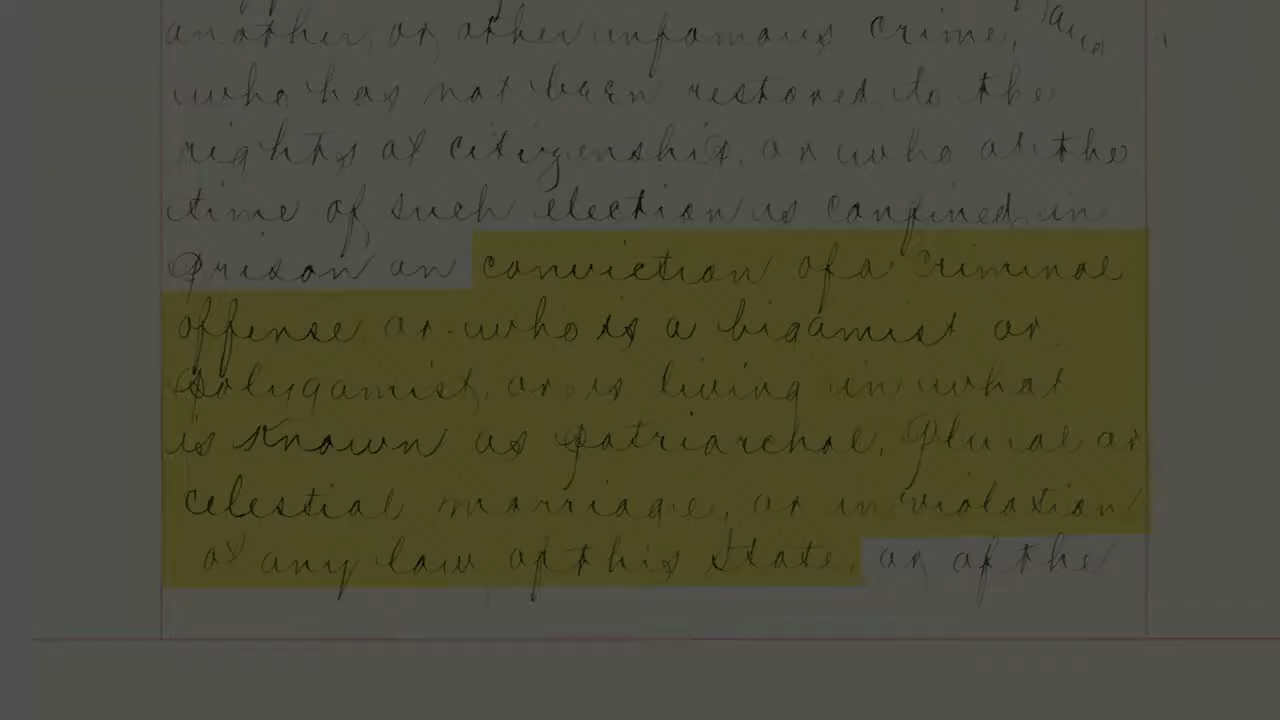 another, or other infamous crime,
who has not been restored to the
rights of citizenship, or who at the
time of such election is confined in
prison on conviction of a criminal
offense or who is a bigamist or
polygamist, or is living in what
is known as patriarchal, plural or
celestial marriage, or in violation
of any law of this State, or of the